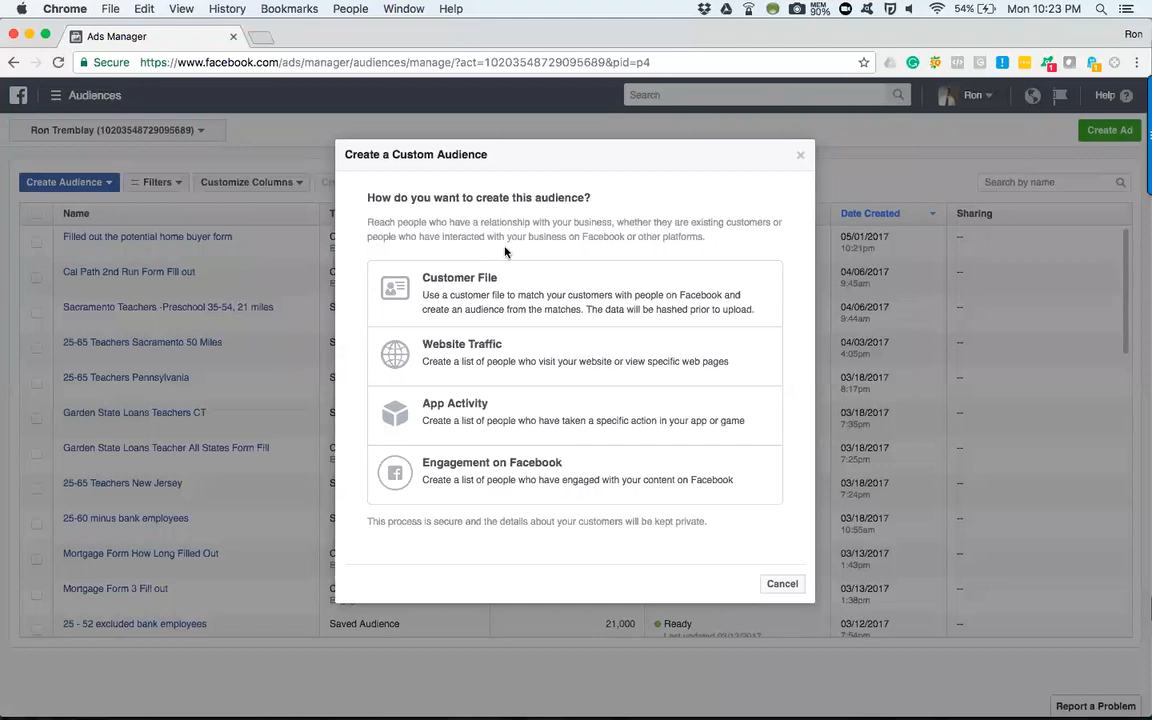 Chrome File Edit View History Bookmarks People Window Help MEM 90% 54% Mon 10:23 PM
Ads Manager Ron
Secure https://www.facebook.com/ads/manager/audiences/manage/?act=10203548729095689&pid=p4
Audiences Search Ron Help
Ron Tremblay (10203548729095689) Create Ad
Create a Custom Audience
Create Audience Filters Customize Columns Search by name
How do you want to create this audience?
Reach people who have a relationship with your business, whether they are existing customers or
people who have interacted with your business on Facebook or other platforms.
Name Date Created Sharing
Filled out the potential home buyer form 05/01/2017 --
10:21pm
Cal Path 2nd Run Form Fill out 04/06/2017 --
9:45am
Sacramento Teachers -Preschool 35-54, 21 miles 04/06/2017 --
9:44am
25-65 Teachers Sacramento 50 Miles 04/03/2017 --
4:05pm
25-65 Teachers Pennsylvania 03/18/2017 --
8:17pm
Garden State Loans Teachers CT 03/18/2017 --
7:35pm
Garden State Loans Teacher All States Form Fill 03/18/2017 --
7:25pm
25-65 Teachers New Jersey 03/18/2017 --
7:24pm
25-60 minus bank employees 03/18/2017 --
10:55am
Mortgage Form How Long Filled Out 03/13/2017 --
1:43pm
Mortgage Form 3 Fill out 03/13/2017 --
1:38pm
25 - 52 excluded bank employees Saved Audience 21,000 Ready 03/12/2017 --
Last updated 03/12/2017 7:54pm
Customer File
Use a customer file to match your customers with people on Facebook and
create an audience from the matches. The data will be hashed prior to upload.
Website Traffic
Create a list of people who visit your website or view specific web pages
App Activity
Create a list of people who have taken a specific action in your app or game
Engagement on Facebook
Create a list of people who have engaged with your content on Facebook
This process is secure and the details about your customers will be kept private.
Cancel
Report a Problem